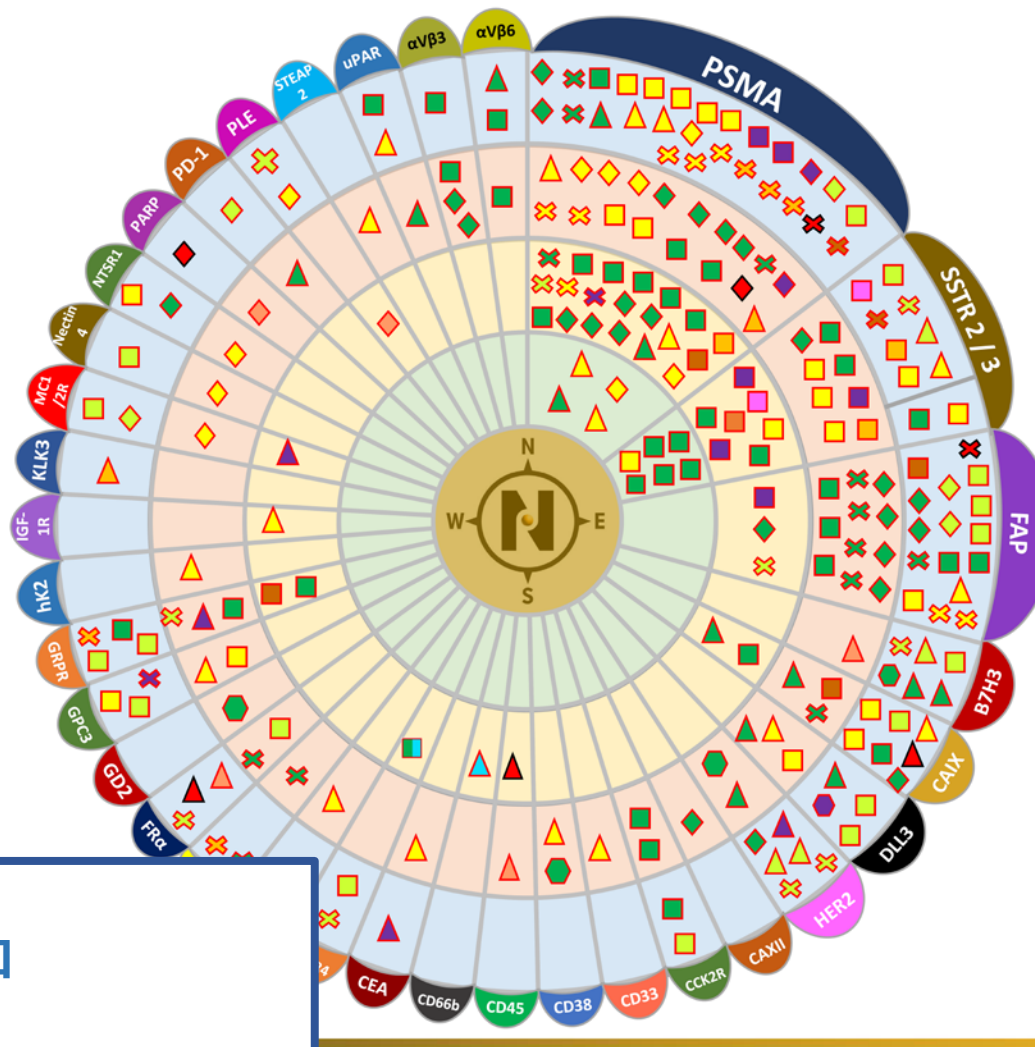 PSMA
SSTR 2 / 3
FAP
B7H3
CAIX
DLL3
HER2
CAXII
CCK2R
CD33
CD38
CD45
CD66b
CEA
FRα
GD2
GPC3
GRPR
hK2
IGF-
1R
KLK3
MC1
/2R
Nectin
4
NTSR1
PARP
PD-1
PLE
STEAP
2
uPAR
αVβ3
αVβ6
N
W
N
E
S